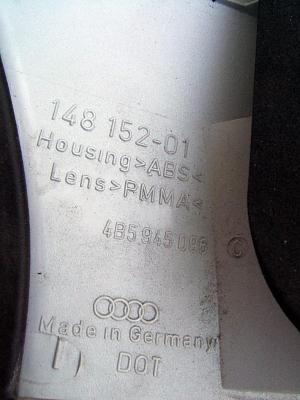 148 152-01
Housing>ABS<
Lens>PMMA<
4B5 945 096 C
Made in Germany
D DOT